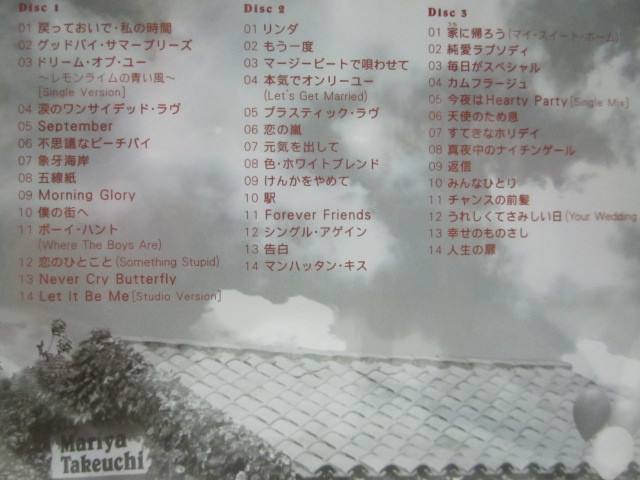 Disc 1
01 戻っておいで・私の時間
02 グッドバイ・サマーブリーズ
03 ドリーム・オブ・ユー
〜レモンライムの青い風〜
[Single Version]
04 涙のワンサイデッド・ラヴ
05 September
06 不思議なピーチパイ
07 象牙海岸
08 五線紙
09 Morning Glory
10 僕の街へ
11 ボーイ・ハント
(Where The Boys Are)
12 恋のひとこと(Something Stupid)
13 Never Cry Butterfly
14 Let It Be Me[Studio Version]
Disc 2
01 リンダ
02 もう一度
03 マージービートで唄わせて
04 本気でオンリーユー
(Let's Get Married)
05 プラスティック・ラヴ
06 恋の嵐
07 元気を出して
08 色・ホワイトブレンド
09 けんかをやめて
10 駅
11 Forever Friends
12 シングル・アゲイン
13 告白
14 マンハッタン・キス
Disc 3
うち
01 家に帰ろう(マイ・スイート・ホーム)
02 純愛ラプソディ
03 毎日がスペシャル
04 カムフラージュ
05 今夜はHearty Party[Single Mix]
06 天使のため息
07 すてきなホリデイ
08 真夜中のナイチンゲール
09 返信
10 みんなひとり
11 チャンスの前髪
12 うれしくてさみしい日(Your Wedding
13 幸せのものさし
14 人生の扉
Mariya
Takeuchi